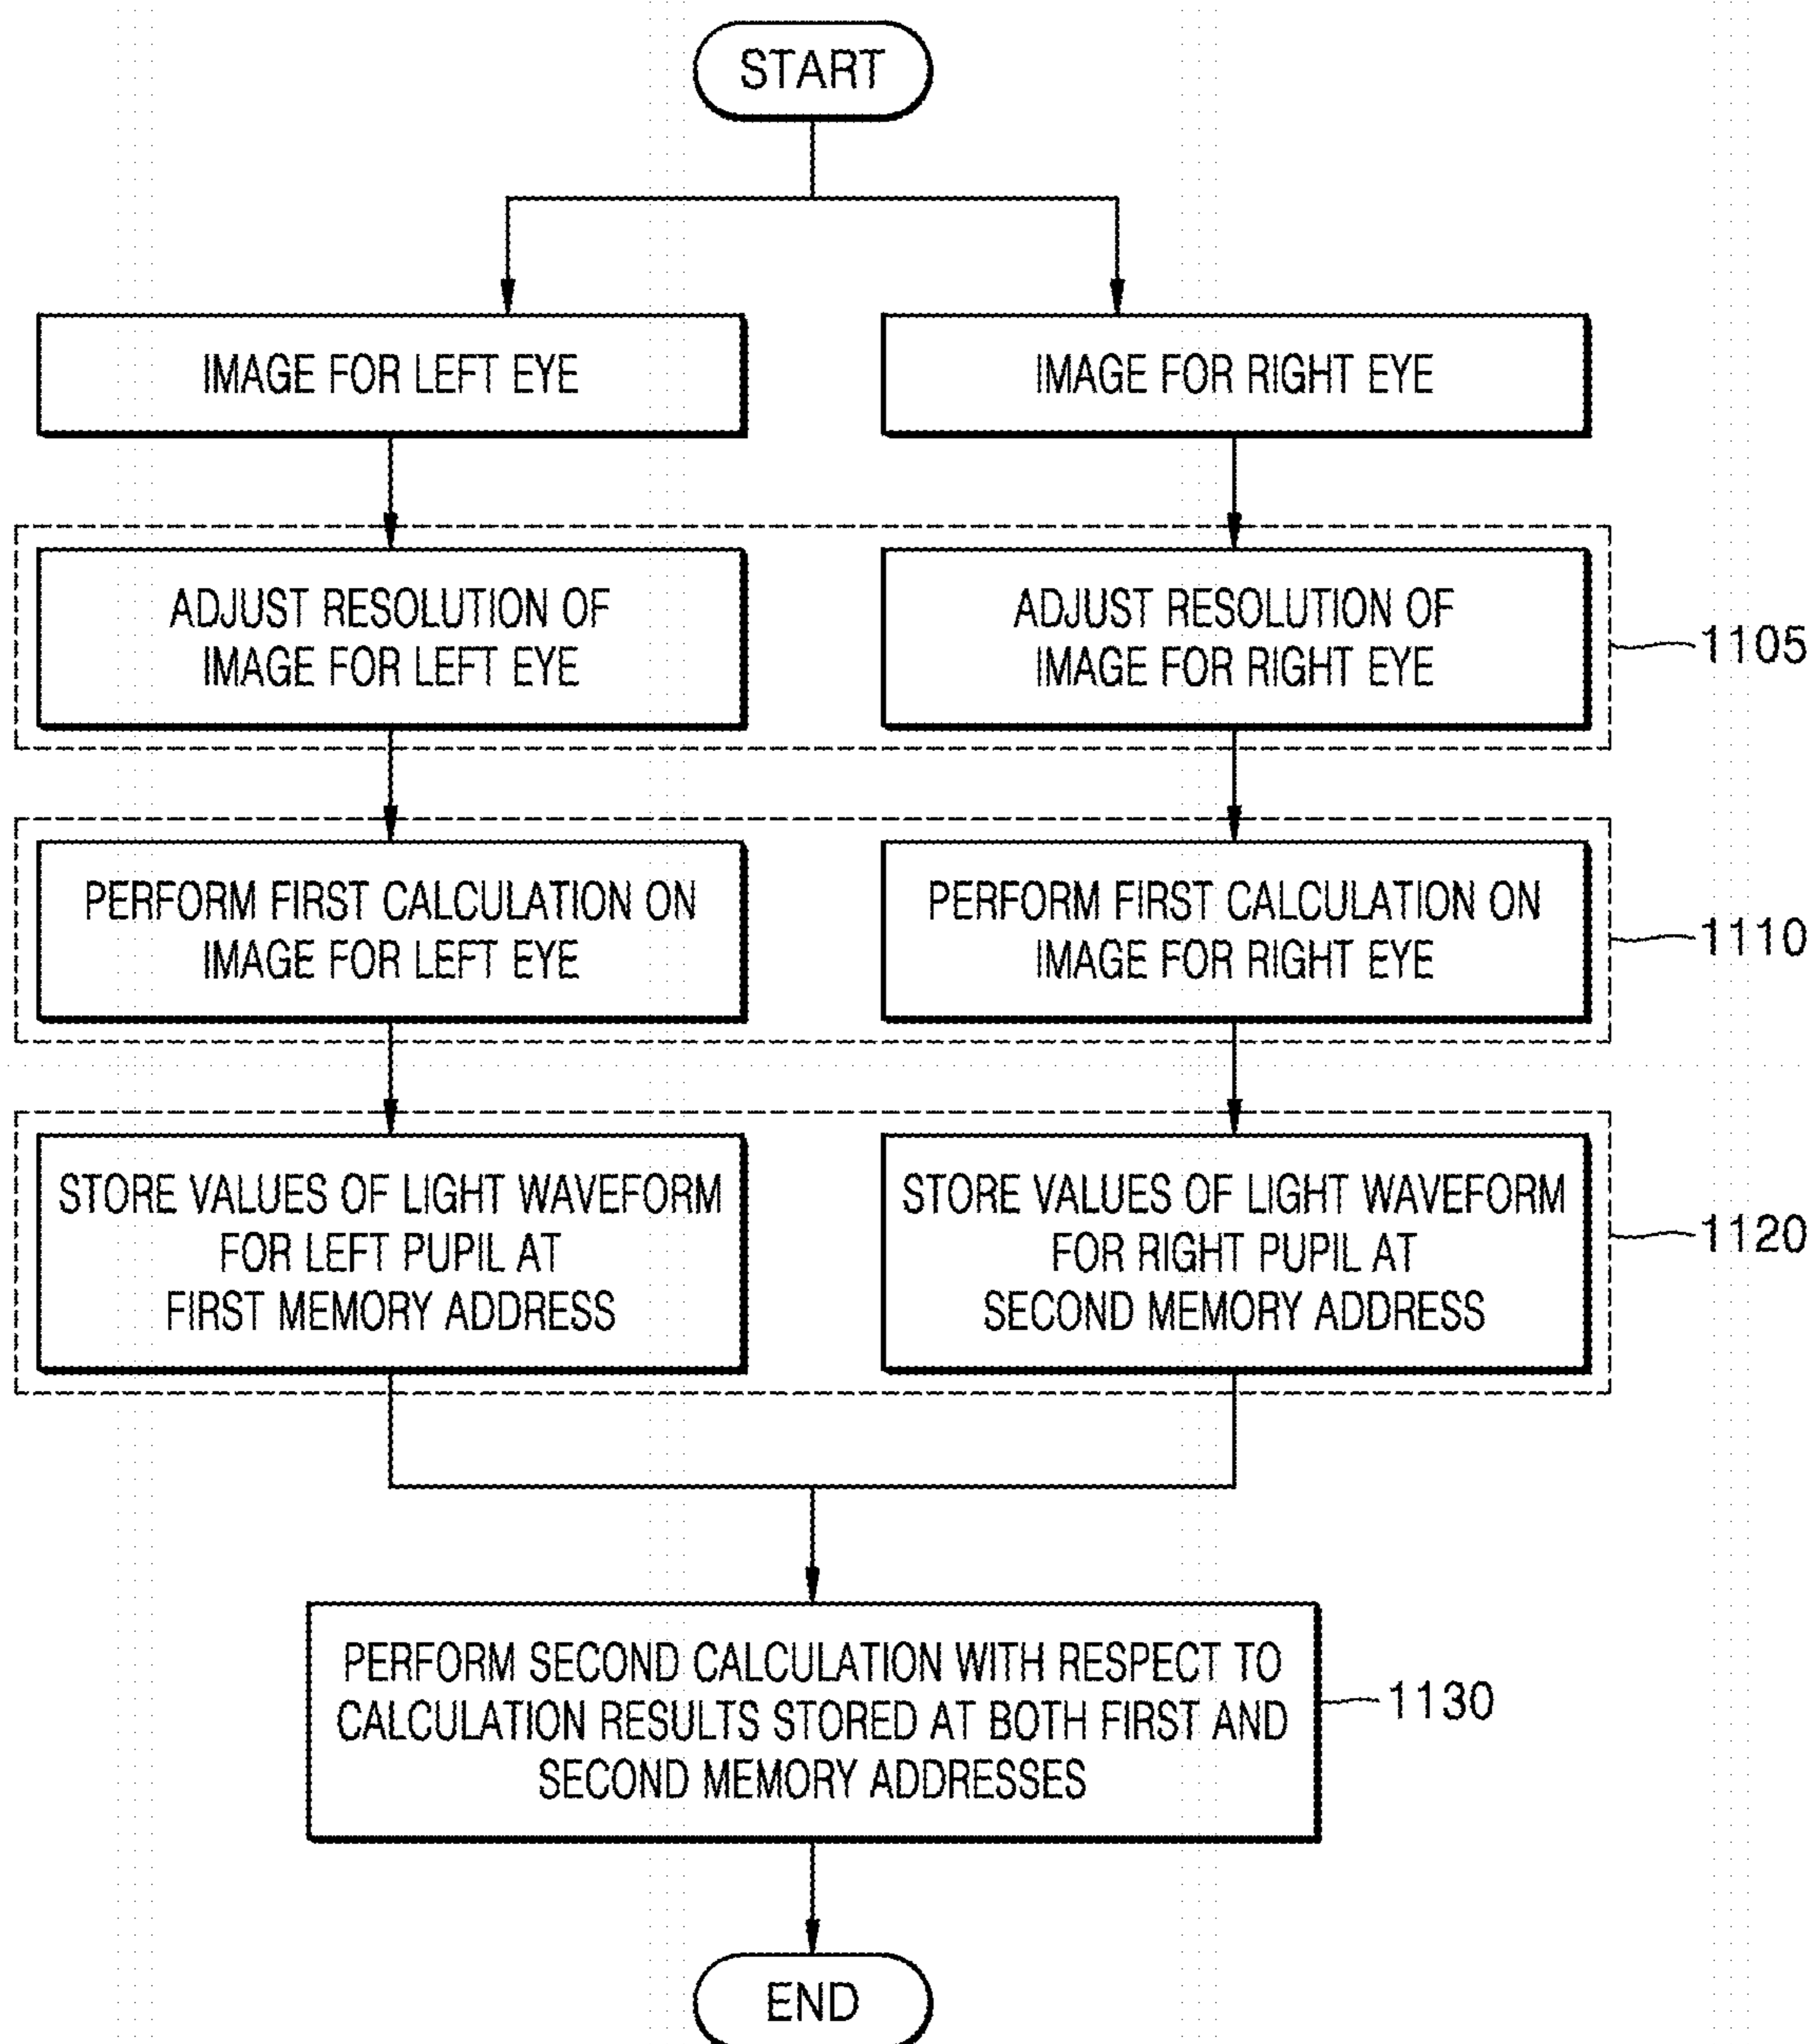 START
IMAGE FOR LEFT EYE
IMAGE FOR RIGHT EYE
ADJUST RESOLUTION OF
IMAGE FOR LEFT EYE
ADJUST RESOLUTION OF
IMAGE FOR RIGHT EYE
1105
PERFORM FIRST CALCULATION ON
IMAGE FOR LEFT EYE
PERFORM FIRST CALCULATION ON
IMAGE FOR RIGHT EYE
1110
STORE VALUES OF LIGHT WAVEFORM
FOR LEFT PUPIL AT
FIRST MEMORY ADDRESS
STORE VALUES OF LIGHT WAVEFORM
FOR RIGHT PUPIL AT
SECOND MEMORY ADDRESS
1120
PERFORM SECOND CALCULATION WITH RESPECT TO
CALCULATION RESULTS STORED AT BOTH FIRST AND
SECOND MEMORY ADDRESSES
1130
END